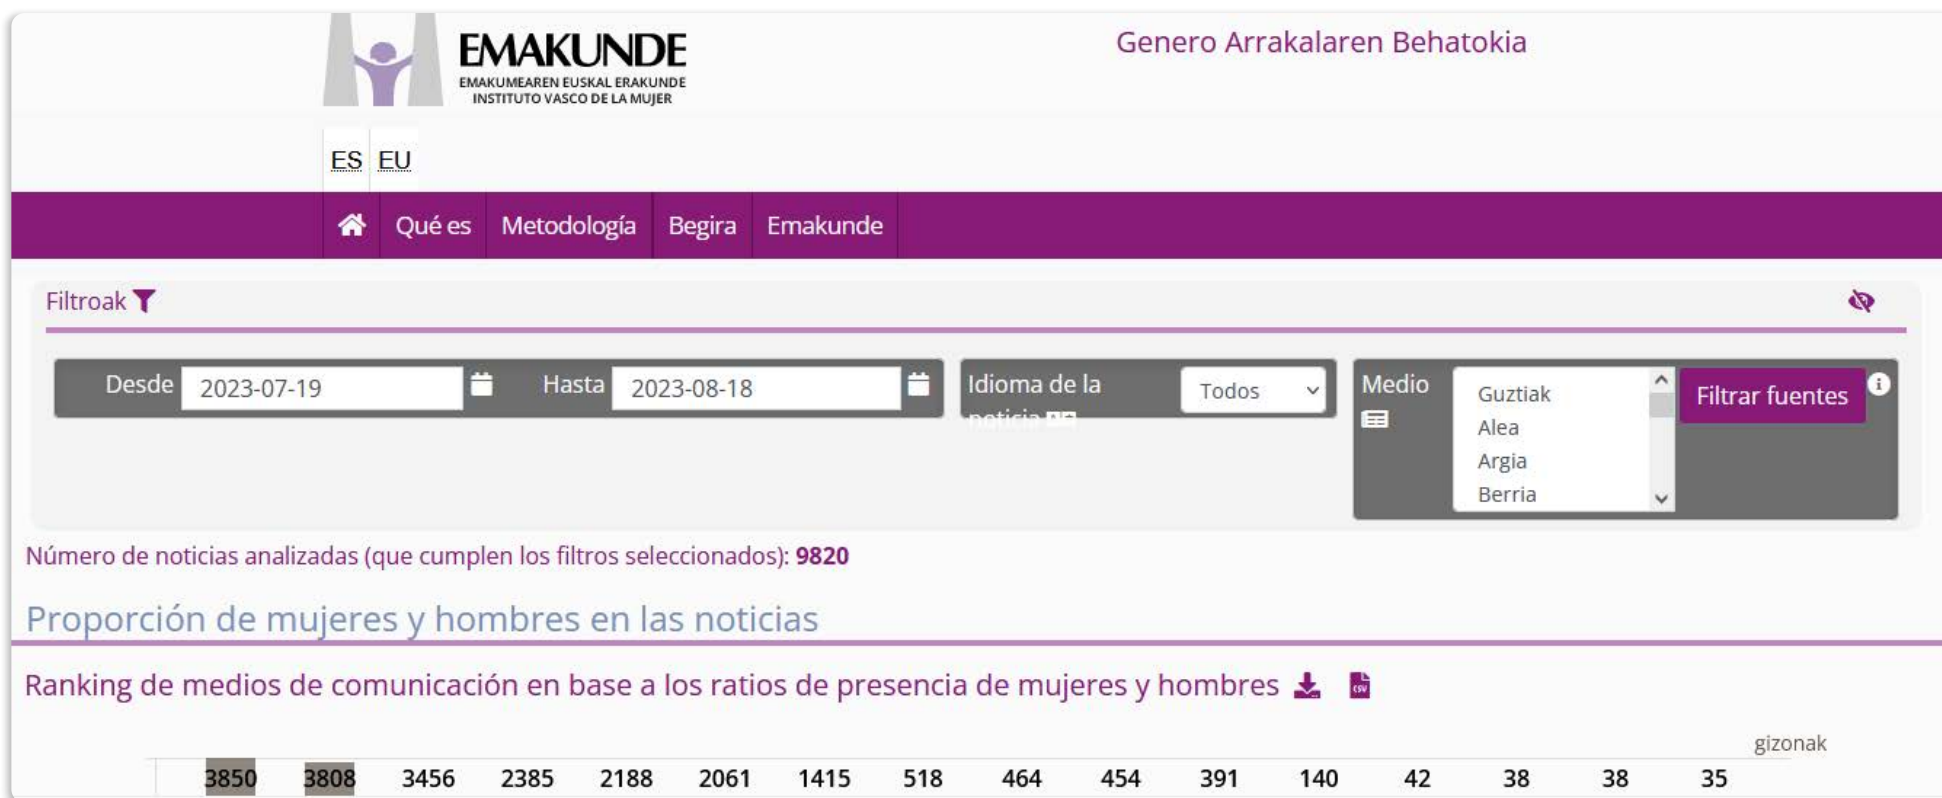 EMAKUNDE
EMAKUMEAREN EUSKAL ERAKUNDE
INSTITUTO VASCO DE LA MUJER
Genero Arrakalaren Behatokia
ES EU
Qué es Metodología Begira Emakunde
Filtroak
Desde 2023-07-19 Hasta 2023-08-18 Idioma de la noticia Todos Medio Guztiak Filtrar fuentes
Alea
Argia
Berria
Número de noticias analizadas (que cumplen los filtros seleccionados): 9820
Proporción de mujeres y hombres en las noticias
Ranking de medios de comunicación en base a los ratios de presencia de mujeres y hombres csv
gizonak
3850 3808 3456 2385 2188 2061 1415 518 464 454 391 140 42 38 38 35